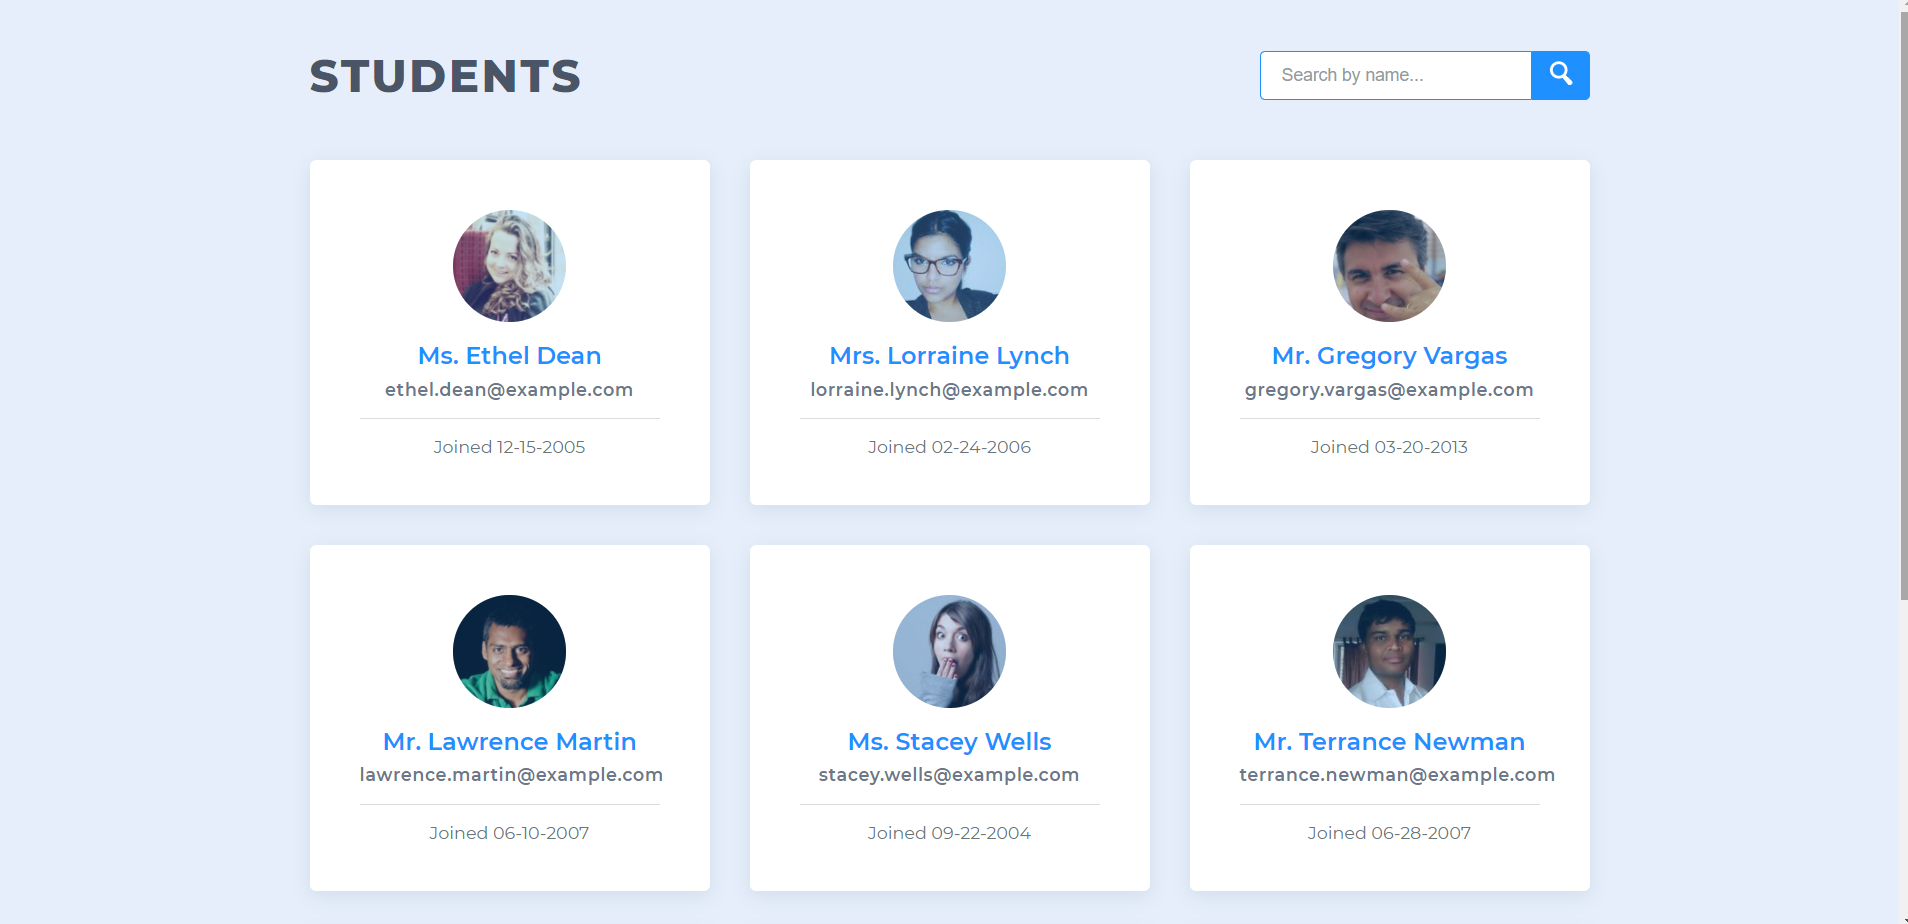 STUDENTS
Search by name...
Ms. Ethel Dean
ethel.dean@example.com
Joined 12-15-2005
Mrs. Lorraine Lynch
lorraine.lynch@example.com
Joined 02-24-2006
Mr. Gregory Vargas
gregory.vargas@example.com
Joined 03-20-2013
Mr. Lawrence Martin
lawrence.martin@example.com
Joined 06-10-2007
Ms. Stacey Wells
stacey.wells@example.com
Joined 09-22-2004
Mr. Terrance Newman
terrance.newman@example.com
Joined 06-28-2007